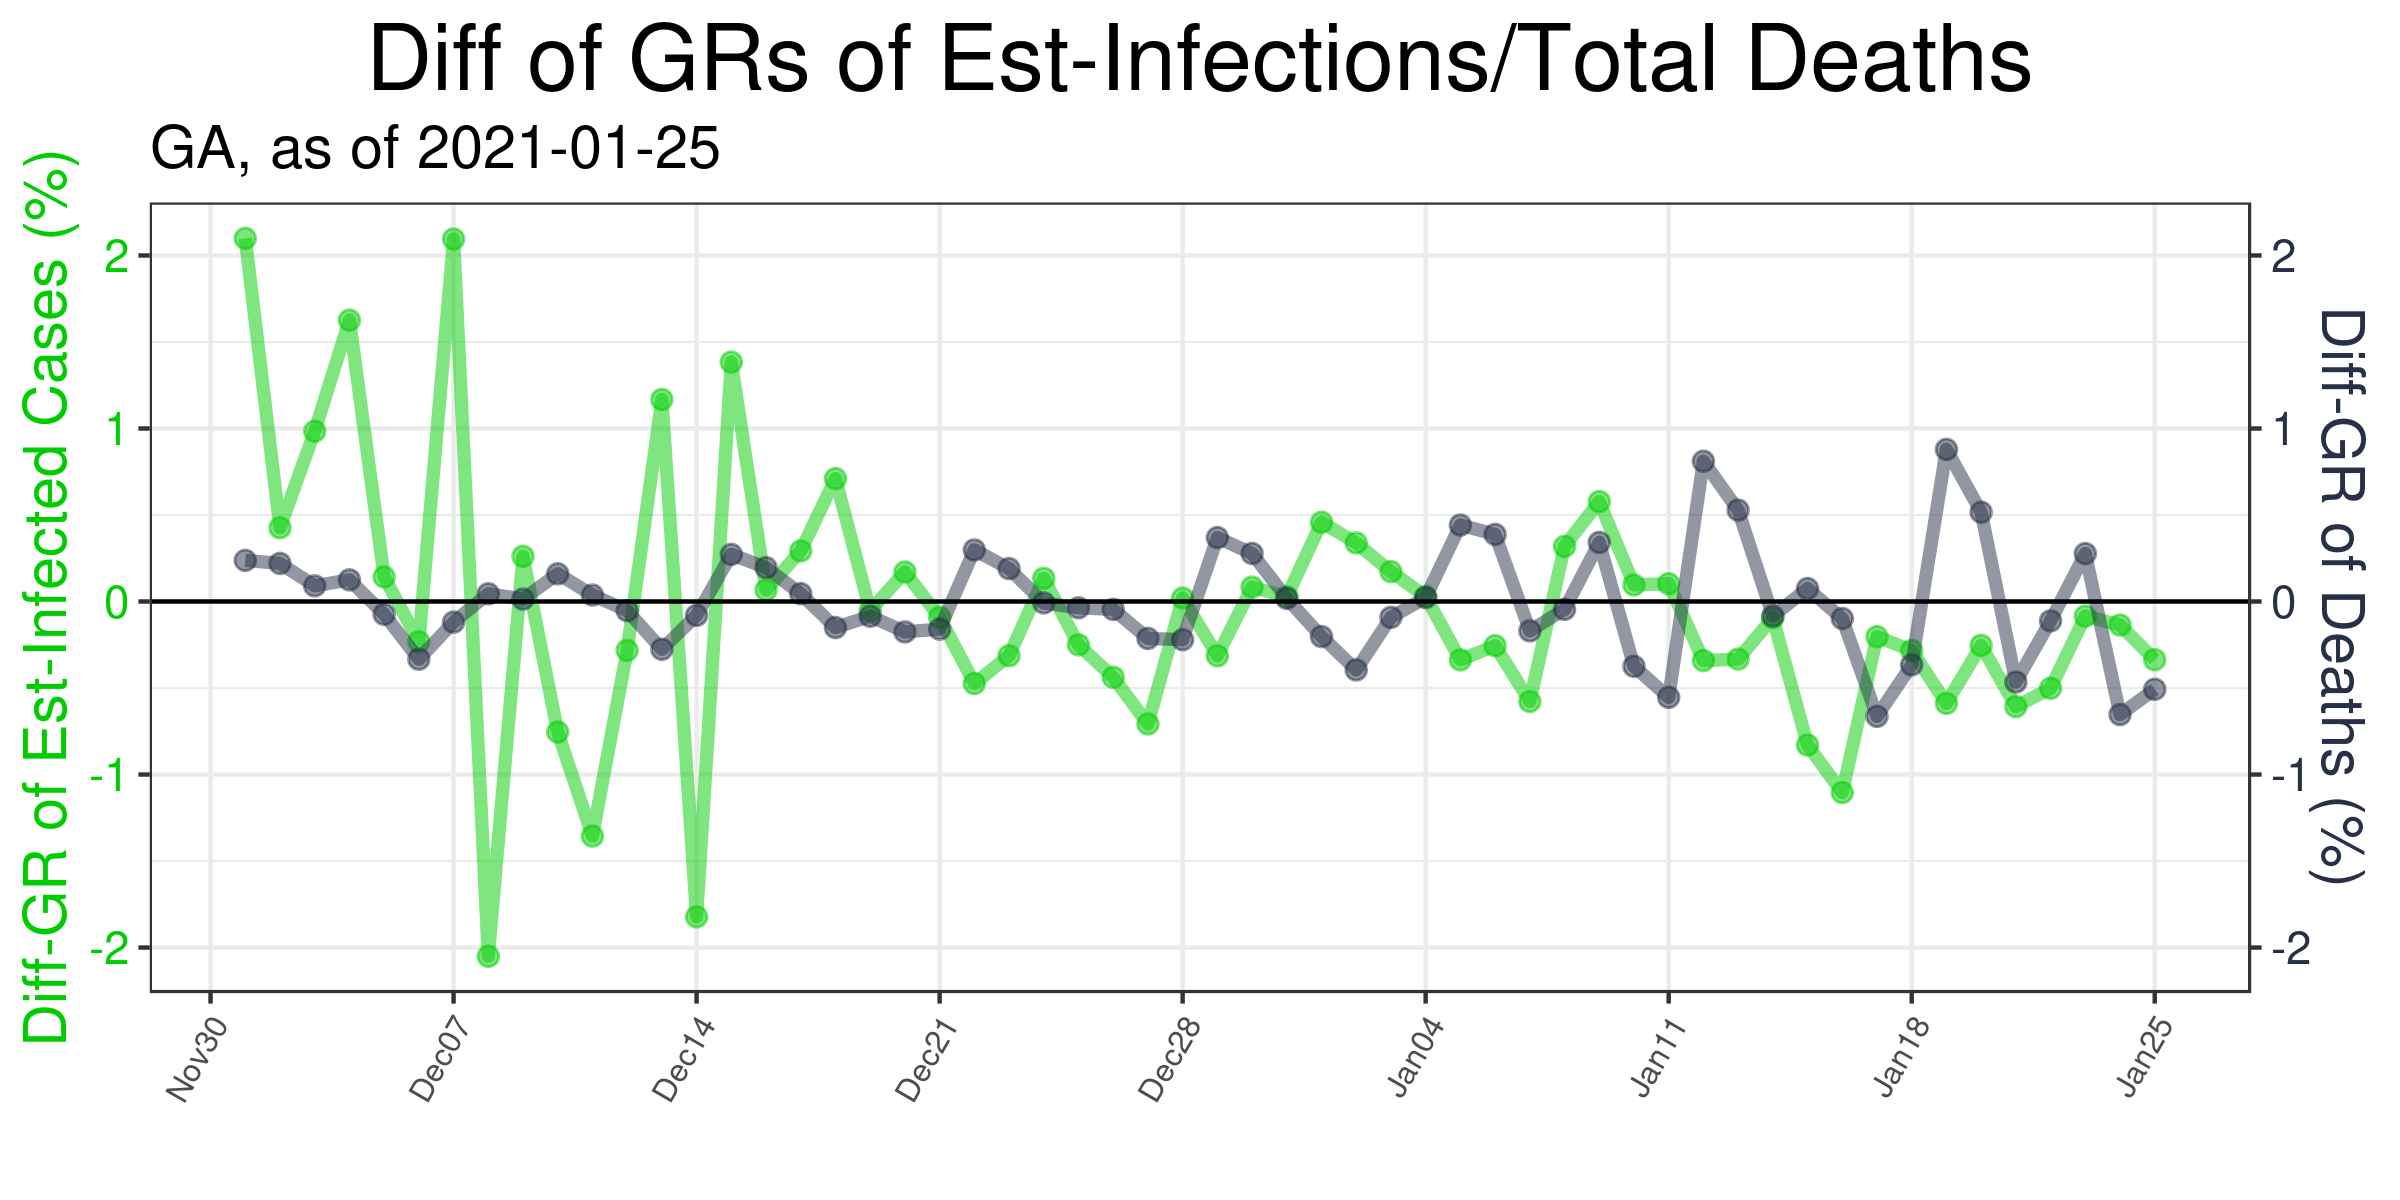 Diff of GRs of Est-Infections/Total Deaths
GA, as of 2021-01-25
Diff-GR of Est-Infected Cases (%)
2
1
0
-1
-2
2
1
0
-1
-2
Diff-GR of Deaths (%)
Nov30
Dec07
Dec14
Dec21
Dec28
Jan04
Jan11
Jan18
Jan25